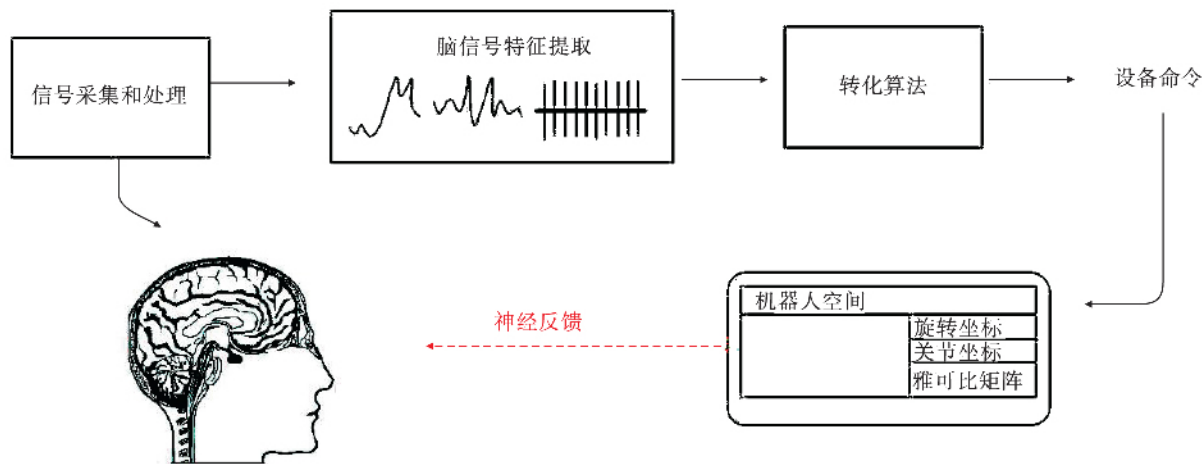 脑信号特征提取
信号采集和处理
转化算法
设备命令
神经反馈
机器人空间
旋转坐标
关节坐标
雅可比矩阵